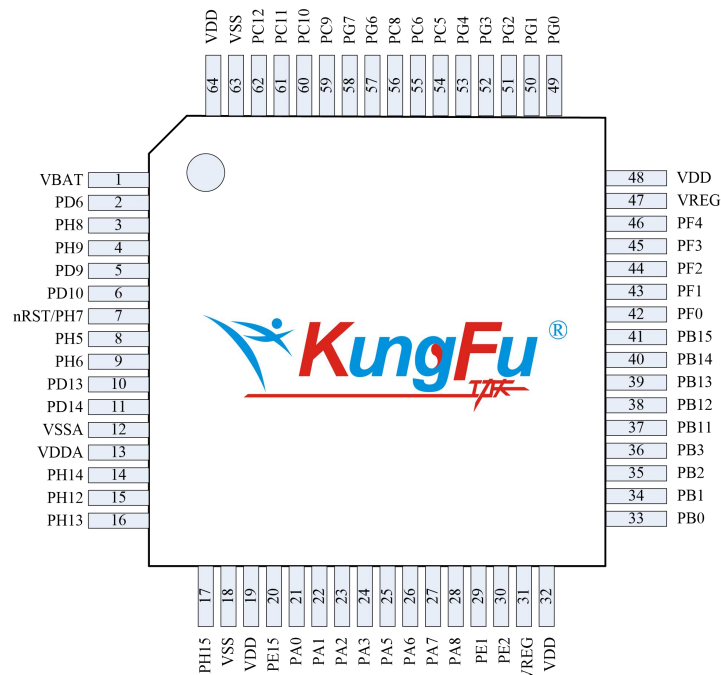 VDD VSS PC12 PC11 PC10 PC9 PG7 PG6 PC8 PC6 PC5 PG4 PG3 PG2 PG1 PG0
64 63 62 61 60 59 58 57 56 55 54 53 52 51 50 49
VBAT 1
PD6 2
PH8 3
PH9 4
PD9 5
PD10 6
nRST/PH7 7
PH5 8
PH6 9
PD13 10
PD14 11
VSSA 12
VDDA 13
PH14 14
PH12 15
PH13 16
KungFu®
功夫
48 VDD
47 VREG
46 PF4
45 PF3
44 PF2
43 PF1
42 PF0
41 PB15
40 PB14
39 PB13
38 PB12
37 PB11
36 PB3
35 PB2
34 PB1
33 PB0
17 18 19 20 21 22 23 24 25 26 27 28 29 30 31 32
PH15 VSS VDD PE15 PA0 PA1 PA2 PA3 PA5 PA6 PA7 PA8 PE1 PE2 VREG VDD